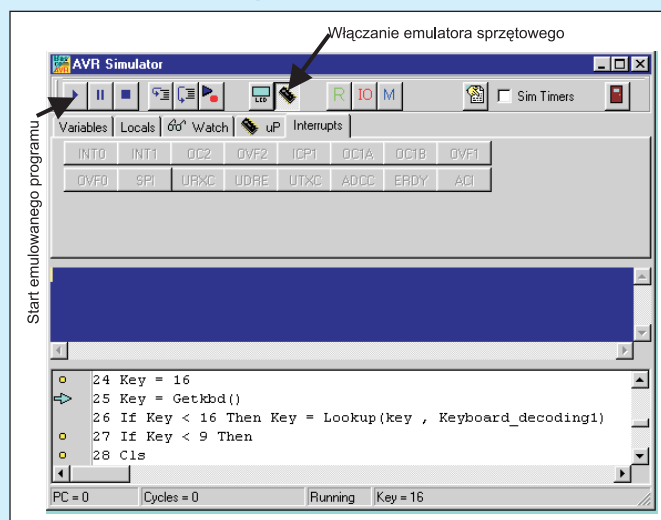 Włączanie emulatora sprzętowego
AVR Simulator
LCD R IO M Sim Timers
Start emulowanego programu
Variables Locals Watch uP Interrupts
INT0 INT1 OC2 OVF2 ICP1 OC1A OC1B OVF1
OVF0 SPI URXC UDRE UTXC ADCC ERDY ACI
24 Key = 16
25 Key = Getkbd()
26 If Key < 16 Then Key = Lookup(key , Keyboard_decoding1)
27 If Key < 9 Then
28 Cls
PC = 0 Cycles = 0 Running Key = 16